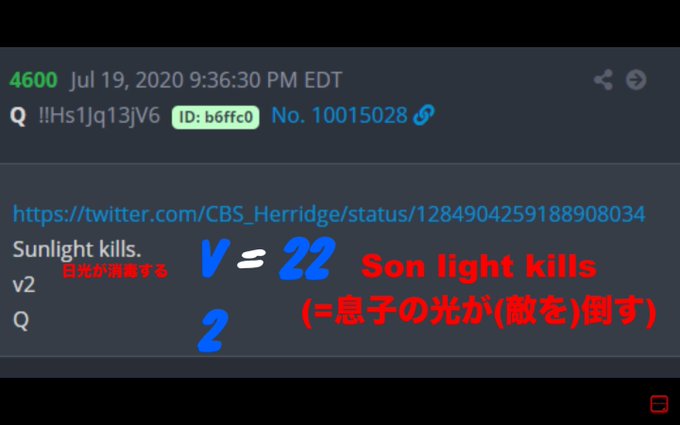 4600 Jul 19, 2020 9:36:30 PM EDT
Q !!Hs1Jq13jV6 ID: b6ffc0 No. 10015028
https://twitter.com/CBS_Herridge/status/1284904259188908034
Sunlight kills.
日光が消毒する
v2
Q
V = 22
2
Son light kills
(=息子の光が(敵を)倒す)